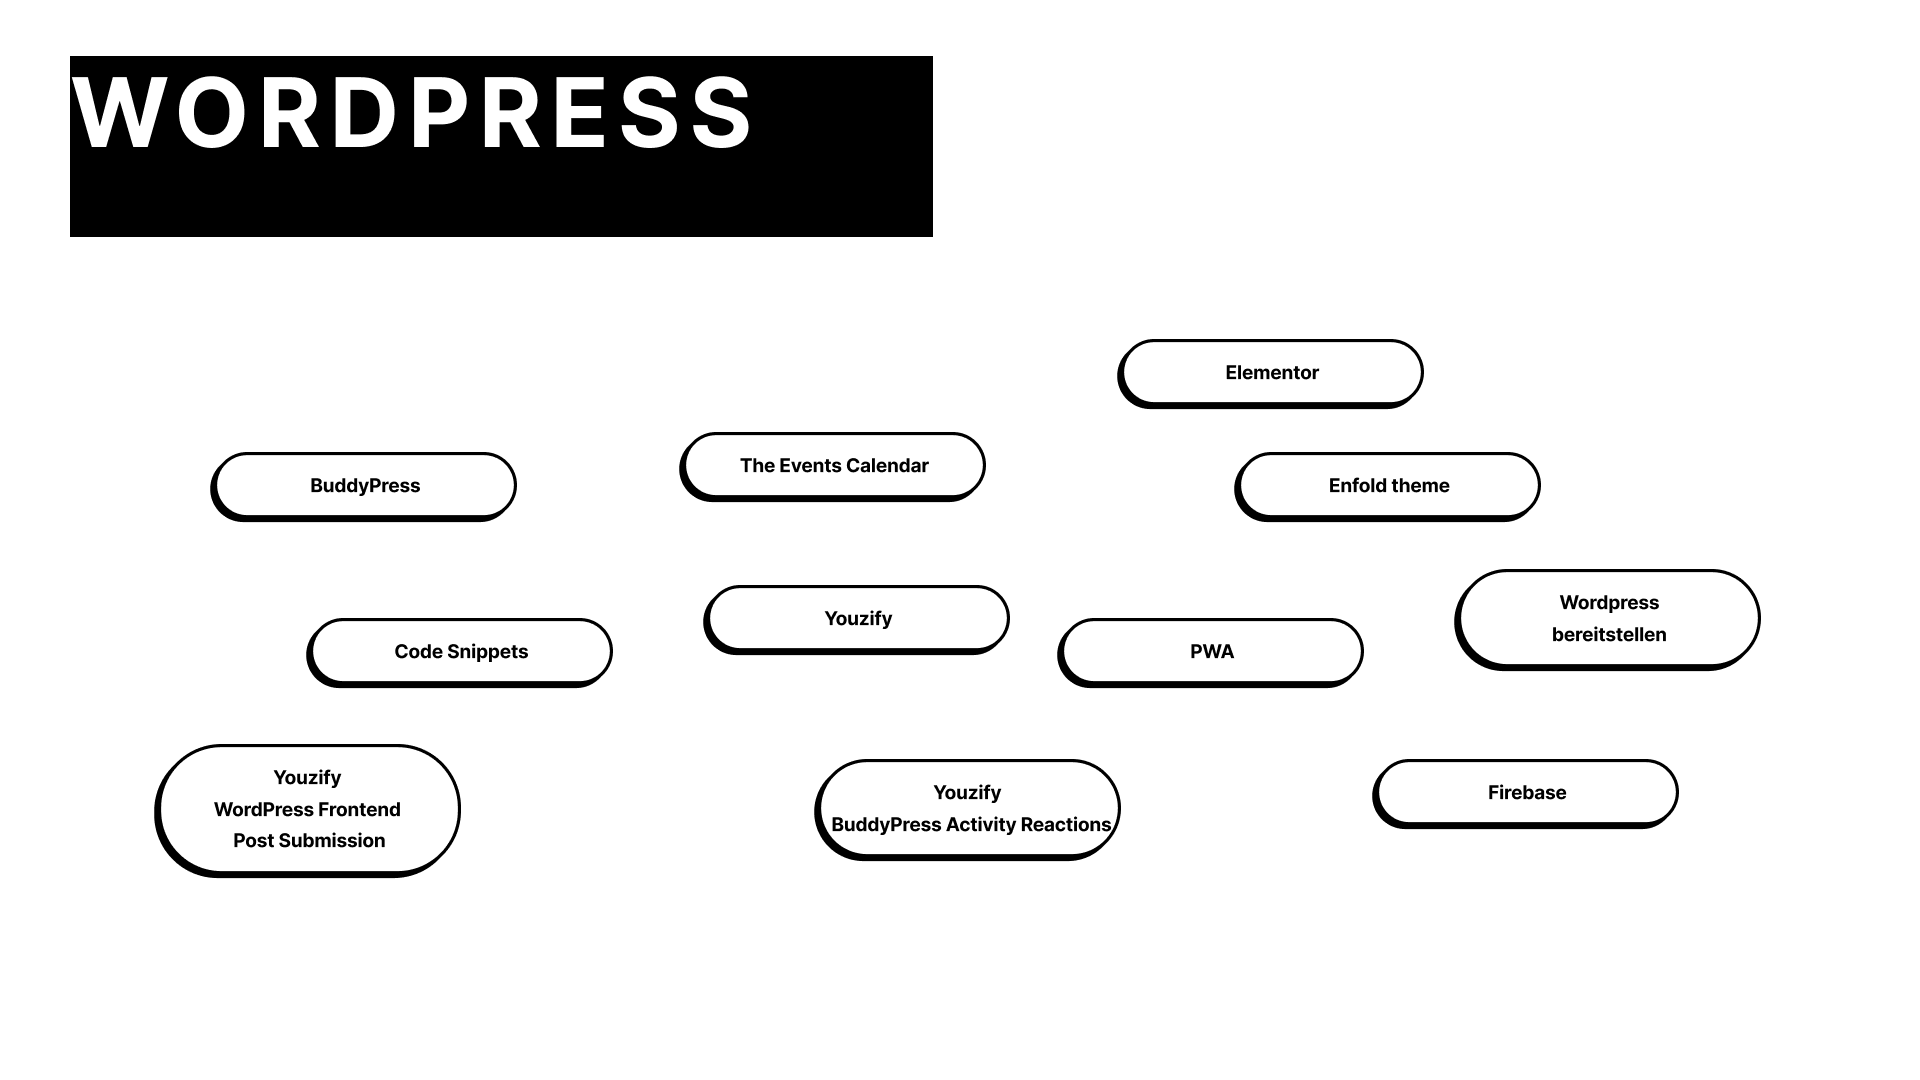 WORDPRESS
Elementor
The Events Calendar
BuddyPress
Enfold theme
Wordpress
bereitstellen
Youzify
Code Snippets
PWA
Youzify
WordPress Frontend
Post Submission
Youzify
BuddyPress Activity Reactions
Firebase